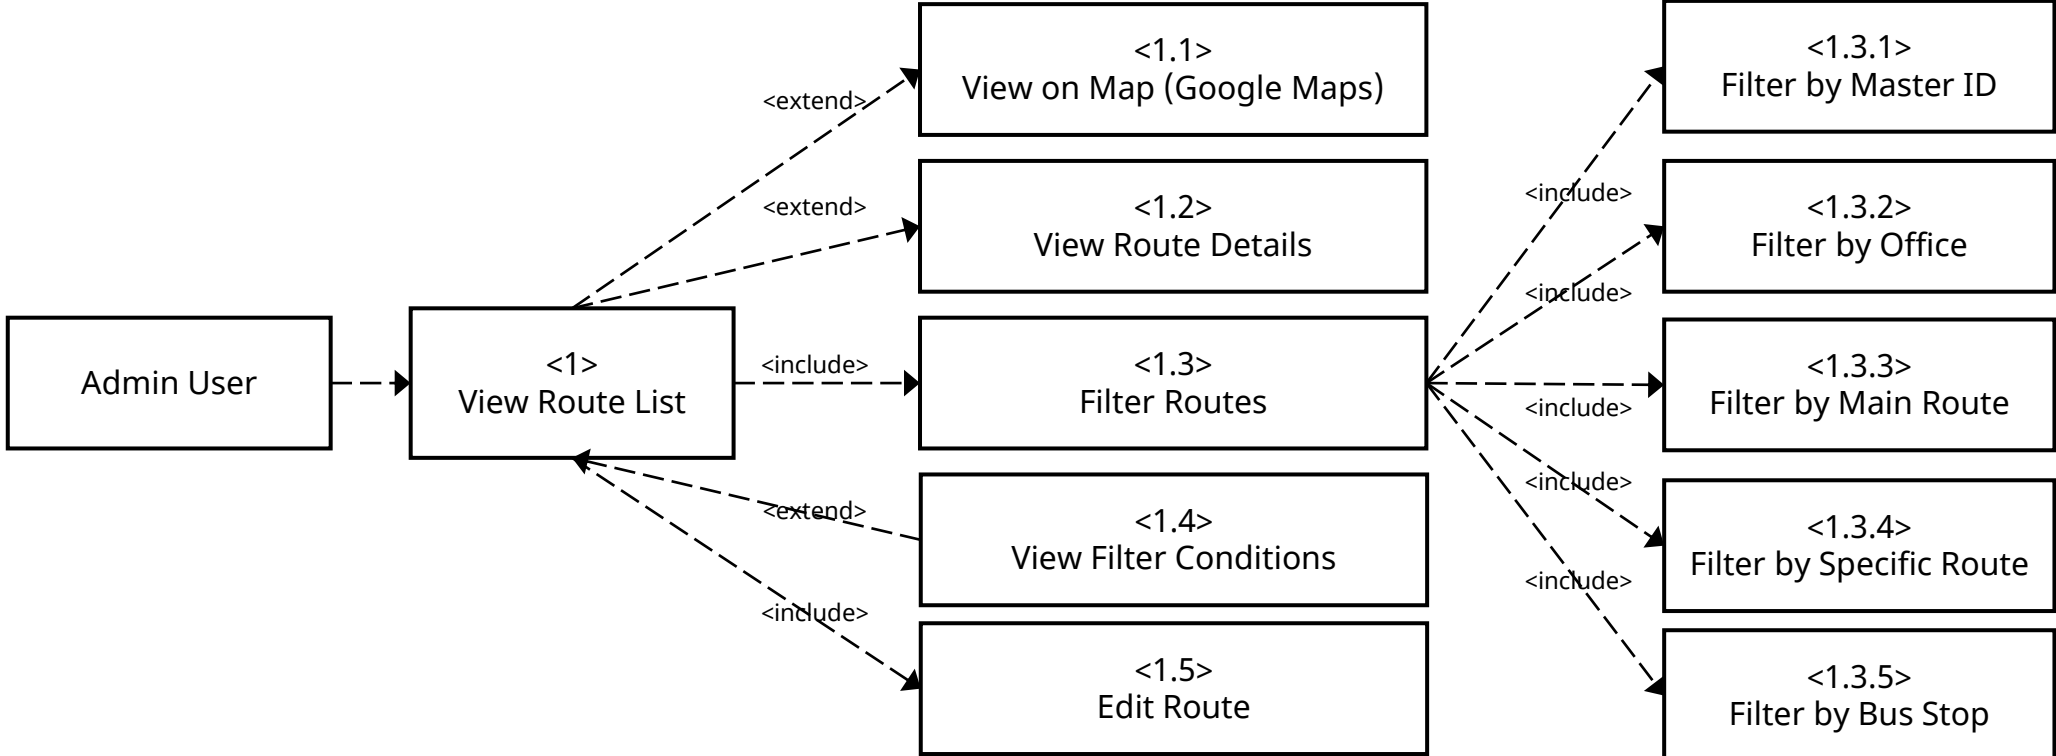 Admin User
<1>
View Route List
<extend>
<extend>
<include>
<extend>
<include>
<1.1>
View on Map (Google Maps)
<1.2>
View Route Details
<1.3>
Filter Routes
<1.4>
View Filter Conditions
<1.5>
Edit Route
<include>
<include>
<include>
<include>
<include>
<1.3.1>
Filter by Master ID
<1.3.2>
Filter by Office
<1.3.3>
Filter by Main Route
<1.3.4>
Filter by Specific Route
<1.3.5>
Filter by Bus Stop